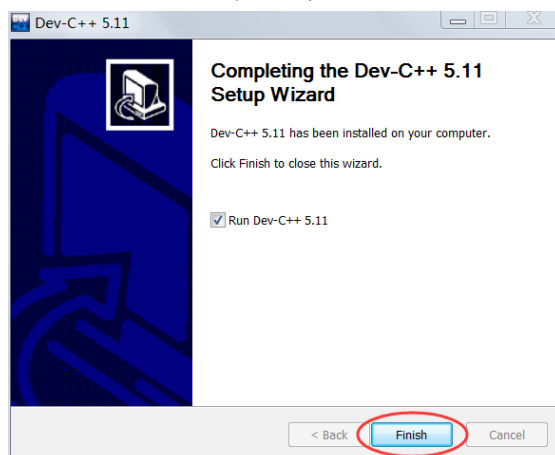 Dev-C++ 5.11
Completing the Dev-C++ 5.11
Setup Wizard
Dev-C++ 5.11 has been installed on your computer.
Click Finish to close this wizard.
Run Dev-C++ 5.11
< Back
Finish
Cancel